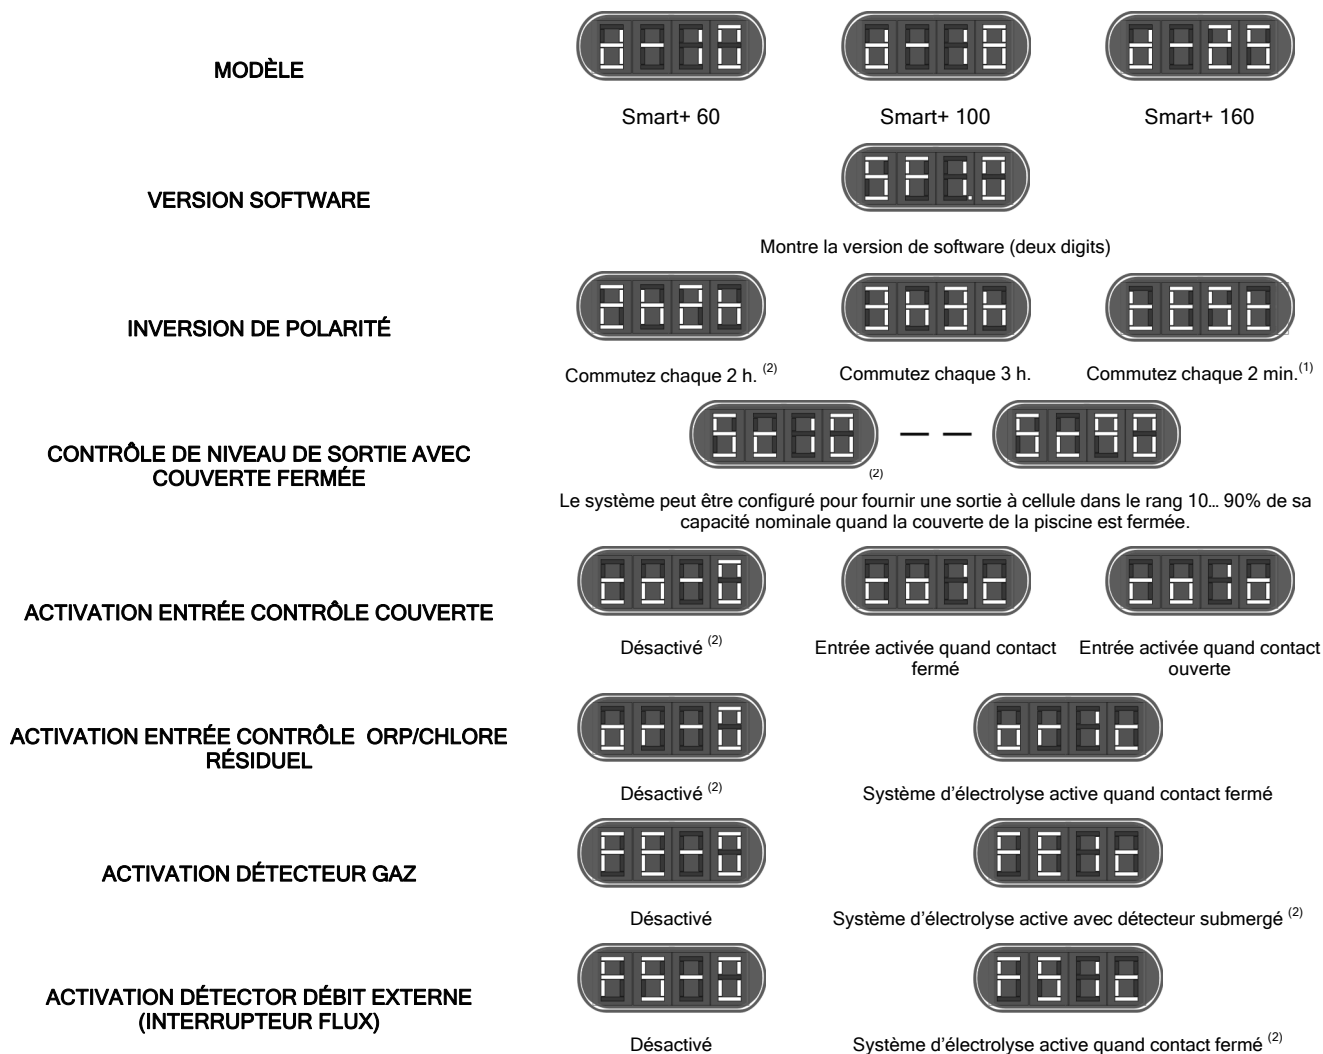 MODÈLE
Smart+ 60 Smart+ 100 Smart+ 160
VERSION SOFTWARE
Montre la version de software (deux digits)
INVERSION DE POLARITÉ
2h2h 3h3h tESt
Commutez chaque 2 h. (2) Commutez chaque 3 h. Commutez chaque 2 min.(1)
CONTRÔLE DE NIVEAU DE SORTIE AVEC
COUVERTE FERMÉE
— —
(2)
Le système peut être configuré pour fournir une sortie à cellule dans le rang 10... 90% de sa
capacité nominale quand la couverte de la piscine est fermée.
ACTIVATION ENTRÉE CONTRÔLE COUVERTE
Désactivé (2) Entrée activée quand contact Entrée activée quand contact
fermé ouverte
ACTIVATION ENTRÉE CONTRÔLE ORP/CHLORE
RÉSIDUEL
Désactivé (2) Système d'électrolyse active quand contact fermé
ACTIVATION DÉTECTEUR GAZ
Désactivé Système d'électrolyse active avec détecteur submergé (2)
ACTIVATION DÉTECTOR DÉBIT EXTERNE
(INTERRUPTEUR FLUX)
Désactivé Système d'électrolyse active quand contact fermé (2)